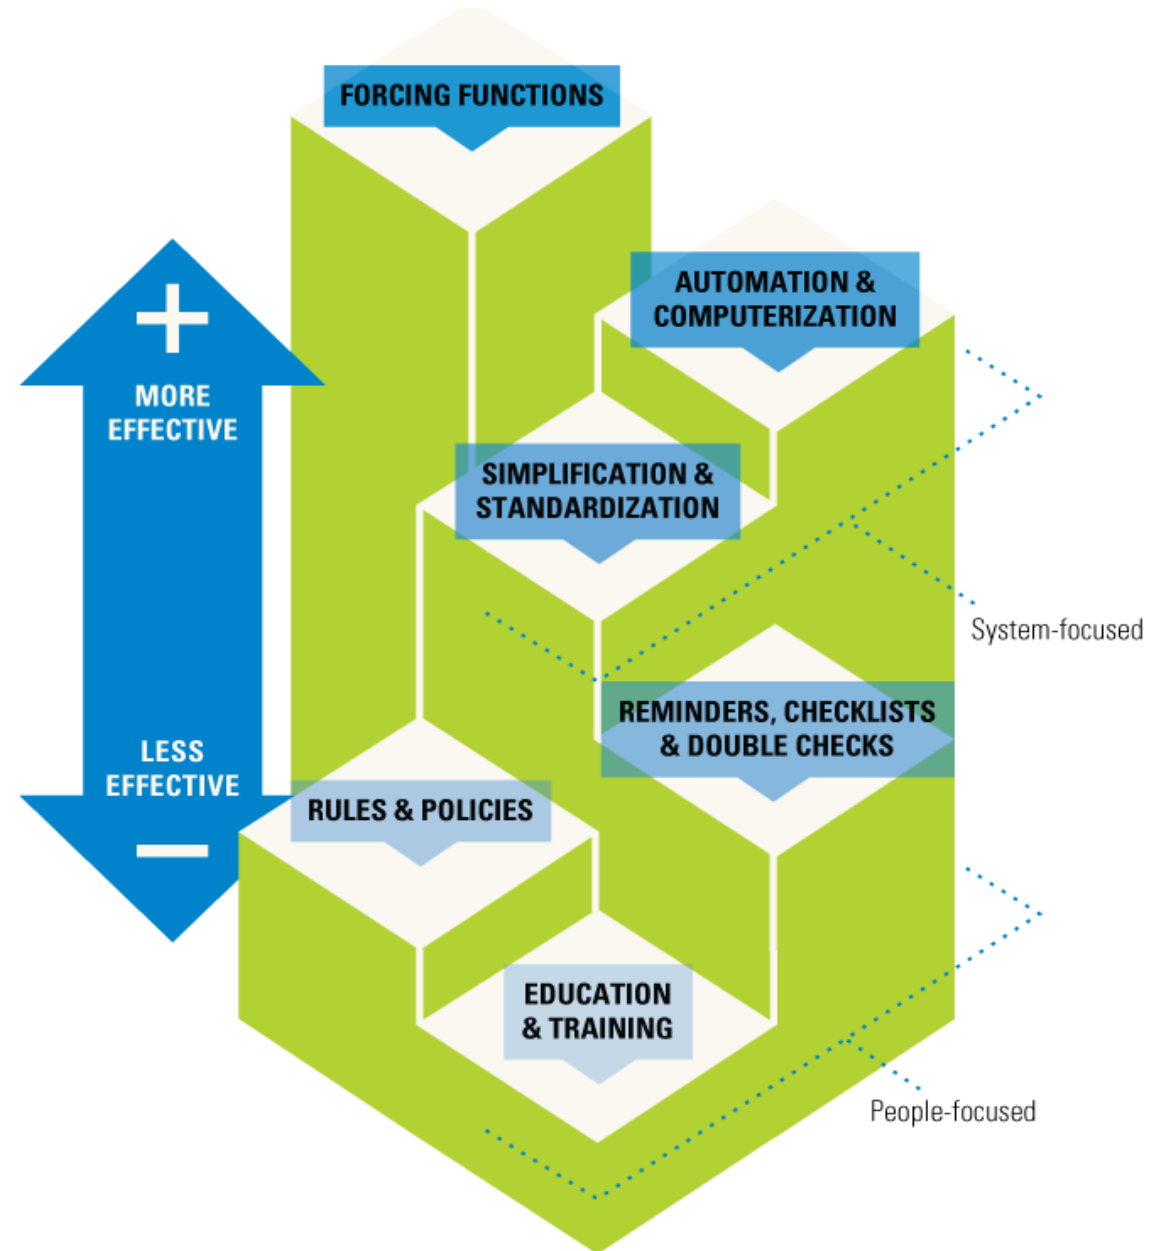 FORCING FUNCTIONS
AUTOMATION &
COMPUTERIZATION
+
MORE
EFFECTIVE
SIMPLIFICATION &
STANDARDIZATION
System-focused
REMINDERS, CHECKLISTS
& DOUBLE CHECKS
LESS
EFFECTIVE
—
RULES & POLICIES
EDUCATION
& TRAINING
People-focused